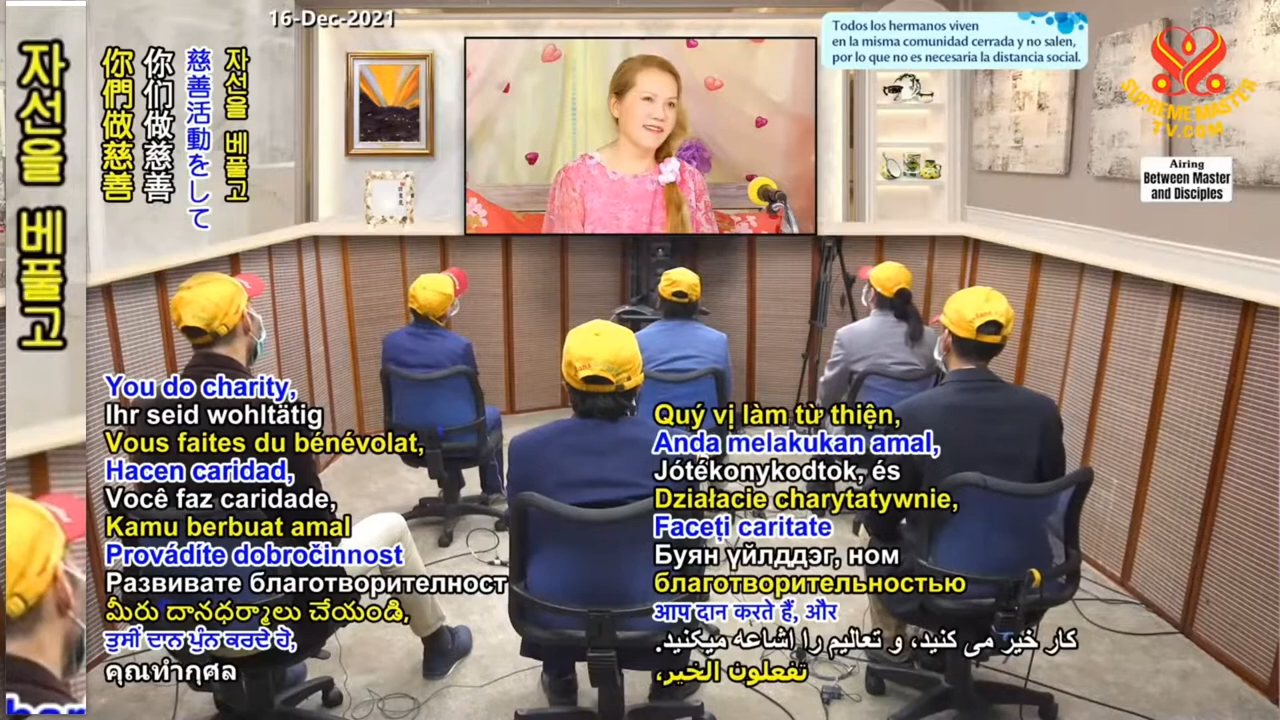 16-Dec-2021
Todos los hermanos viven
en la misma comunidad cerrada y no salen,
por lo que no es necesaria la distancia social.
SUPREME MASTER
TV.COM
Airing
Between Master
and Disciples
자선을 베풀고
你們做慈善
你们做慈善
慈善活動をして
자선을 베풀고
You do charity,
Ihr seid wohltätig
Vous faites du bénévolat,
Hacen caridad,
Você faz caridade,
Kamu berbuat amal
Provádíte dobročinnost
Развивате благотворителност
మీరు దానధర్మాలు చేయండి,
ਤੁਸੀਂ ਦਾਨ ਪੁੰਨ ਕਰਦੇ ਹੋ,
คุณทำกุศล
Quý vị làm từ thiện,
Anda melakukan amal,
Jótékonykodtok, és
Działacie charytatywnie,
Faceți caritate
Буян үйлддэг, ном
благотворительностью
आप दान करते हैं, और
کار خیر می کنید، و تعالیم را اشاعه میکنید.
تفعلون الخير،